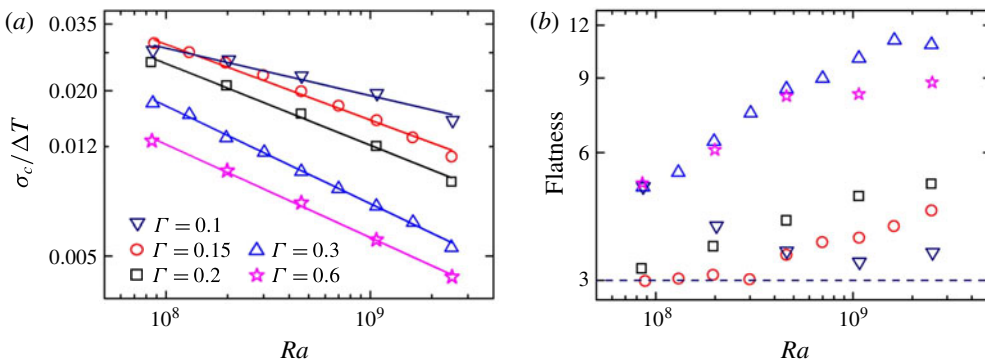 (a)
0.035
0.020
0.012
0.005
σc/ΔT
Γ = 0.1
Γ = 0.15
Γ = 0.2
Γ = 0.3
Γ = 0.6
10⁸
10⁹
Ra
(b)
12
9
6
3
Flatness
10⁸
10⁹
Ra